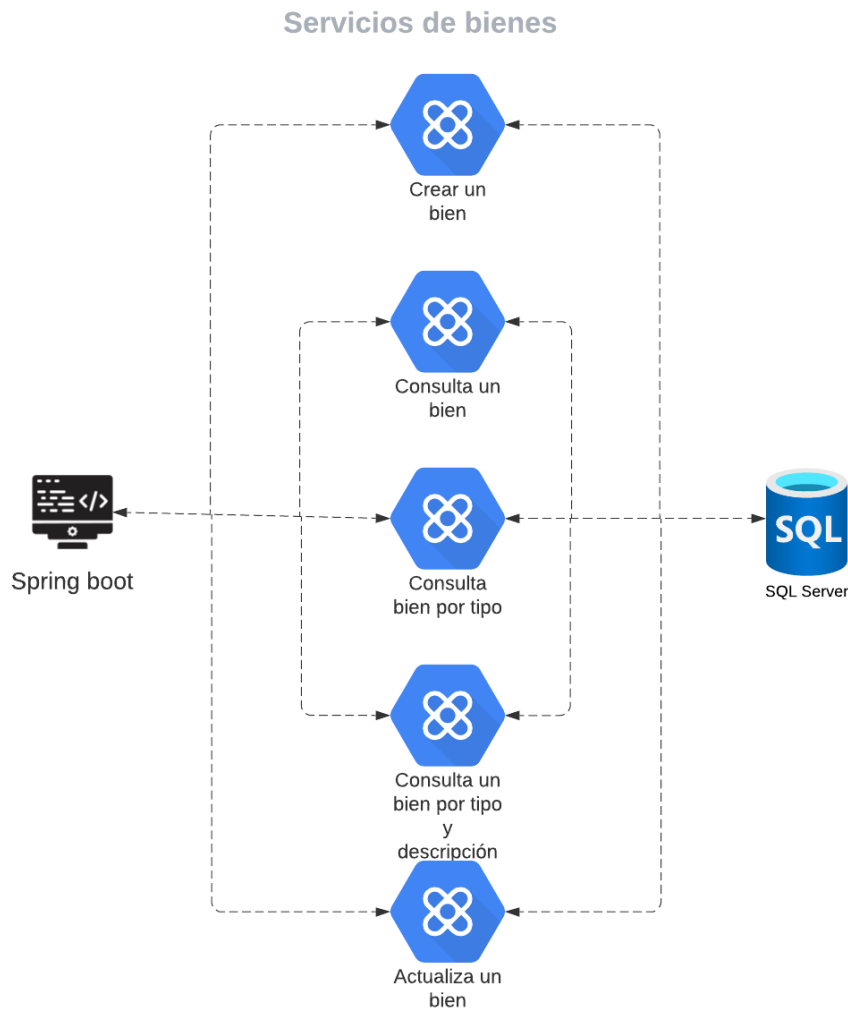 Servicios de bienes
Crear un
bien
Consulta un
bien
</>
Spring boot
Consulta
bien por tipo
SQL
SQL Server
Consulta un
bien por tipo
y
descripción
Actualiza un
bien